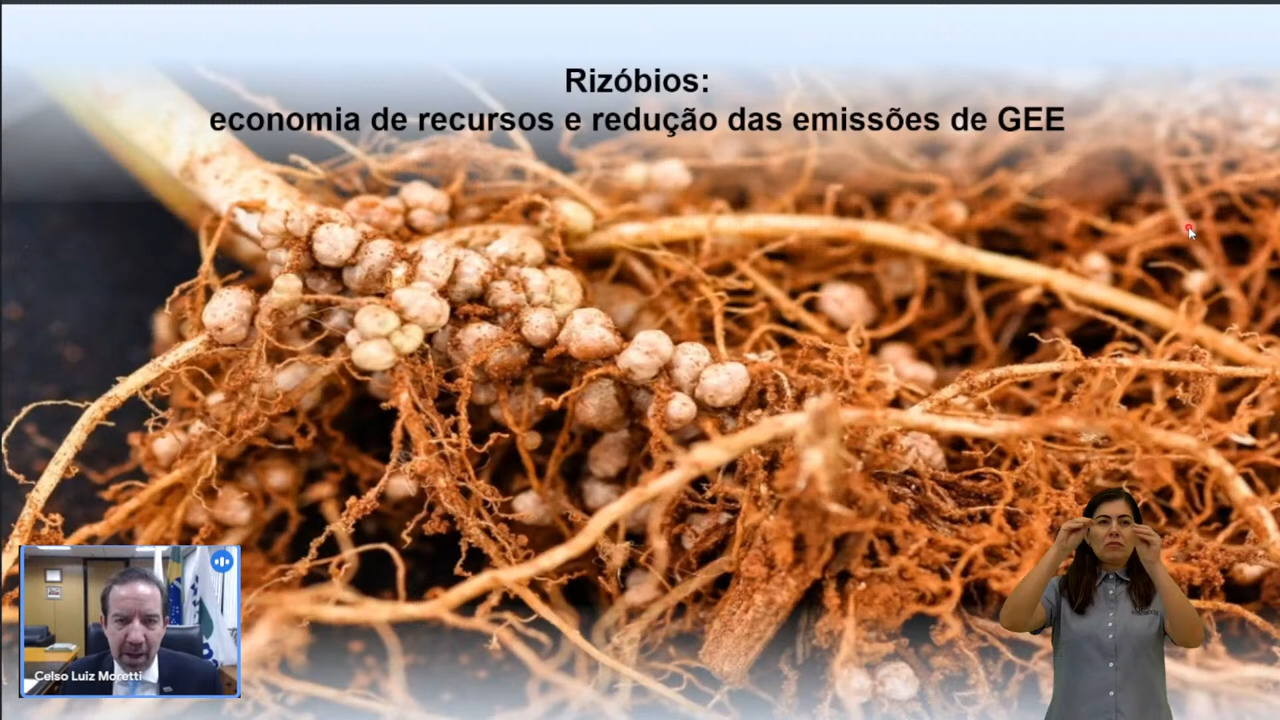 Rizóbios:
economia de recursos e redução das emissões de GEE
Celso Luiz Moretti